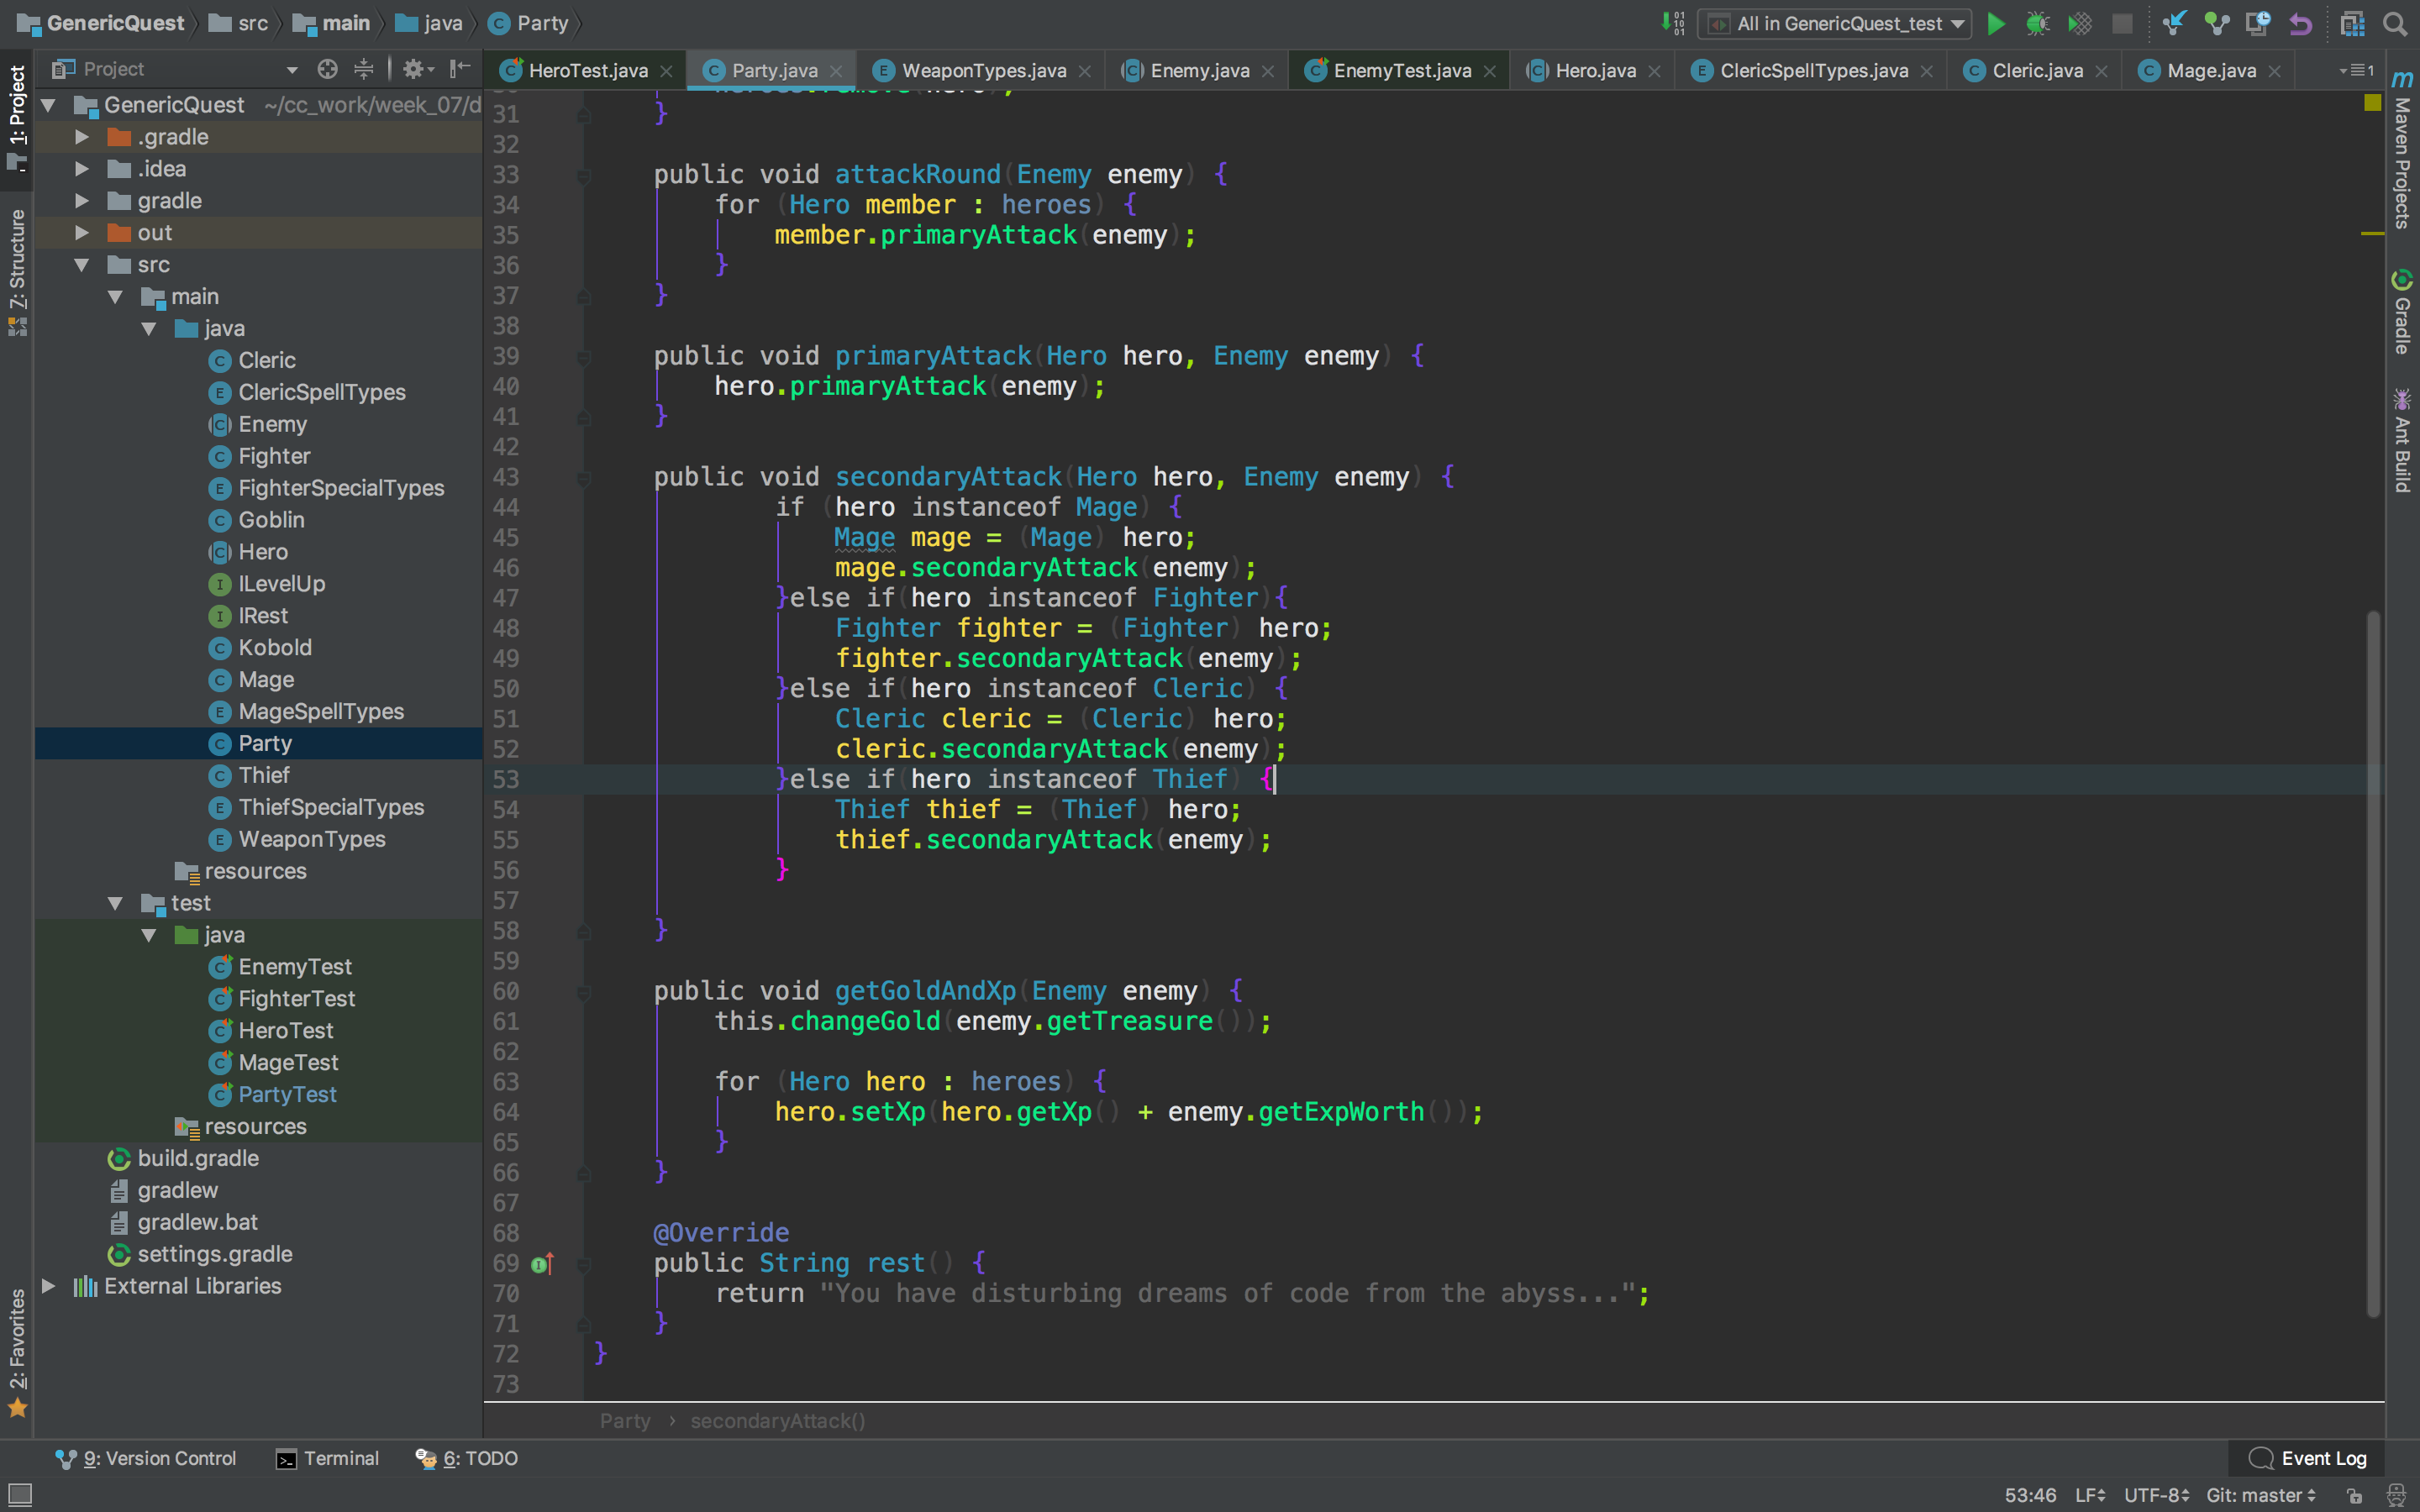 GenericQuest src main java Party All in GenericQuest_test
Project
HeroTest.java Party.java WeaponTypes.java Enemy.java EnemyTest.java Hero.java ClericSpellTypes.java Cleric.java Mage.java 1
1: Project
7: Structure
2: Favorites
GenericQuest ~/cc_work/week_07/d
.gradle
.idea
gradle
out
src
main
java
Cleric
ClericSpellTypes
Enemy
Fighter
FighterSpecialTypes
Goblin
Hero
ILevelUp
IRest
Kobold
Mage
MageSpellTypes
Party
Thief
ThiefSpecialTypes
WeaponTypes
resources
test
java
EnemyTest
FighterTest
HeroTest
MageTest
PartyTest
resources
build.gradle
gradlew
gradlew.bat
settings.gradle
External Libraries
31 }
32
33 public void attackRound(Enemy enemy) {
34 for (Hero member : heroes) {
35 member.primaryAttack(enemy);
36 }
37 }
38
39 public void primaryAttack(Hero hero, Enemy enemy) {
40 hero.primaryAttack(enemy);
41 }
42
43 public void secondaryAttack(Hero hero, Enemy enemy) {
44 if (hero instanceof Mage) {
45 Mage mage = (Mage) hero;
46 mage.secondaryAttack(enemy);
47 }else if(hero instanceof Fighter){
48 Fighter fighter = (Fighter) hero;
49 fighter.secondaryAttack(enemy);
50 }else if(hero instanceof Cleric) {
51 Cleric cleric = (Cleric) hero;
52 cleric.secondaryAttack(enemy);
53 }else if(hero instanceof Thief) {
54 Thief thief = (Thief) hero;
55 thief.secondaryAttack(enemy);
56 }
57
58 }
59
60 public void getGoldAndXp(Enemy enemy) {
61 this.changeGold(enemy.getTreasure());
62
63 for (Hero hero : heroes) {
64 hero.setXp(hero.getXp() + enemy.getExpWorth());
65 }
66 }
67
68 @Override
69 public String rest() {
70 return "You have disturbing dreams of code from the abyss...";
71 }
72 }
73
Party › secondaryAttack()
Maven Projects
Gradle
Ant Build
9: Version Control Terminal 6: TODO Event Log
53:46 LF UTF-8 Git: master